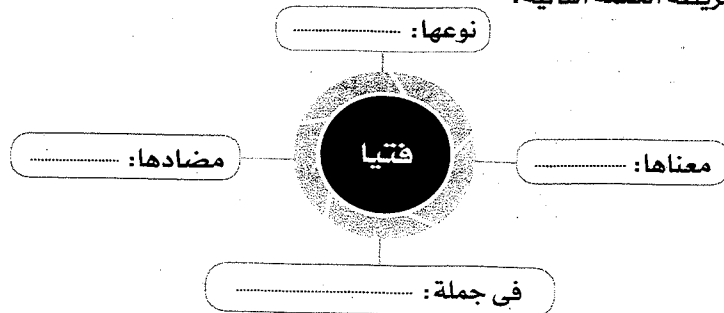 نوعها: ..................
فتيا
معناها: ..................
مضادها: ..................
فى جملة: ..................................